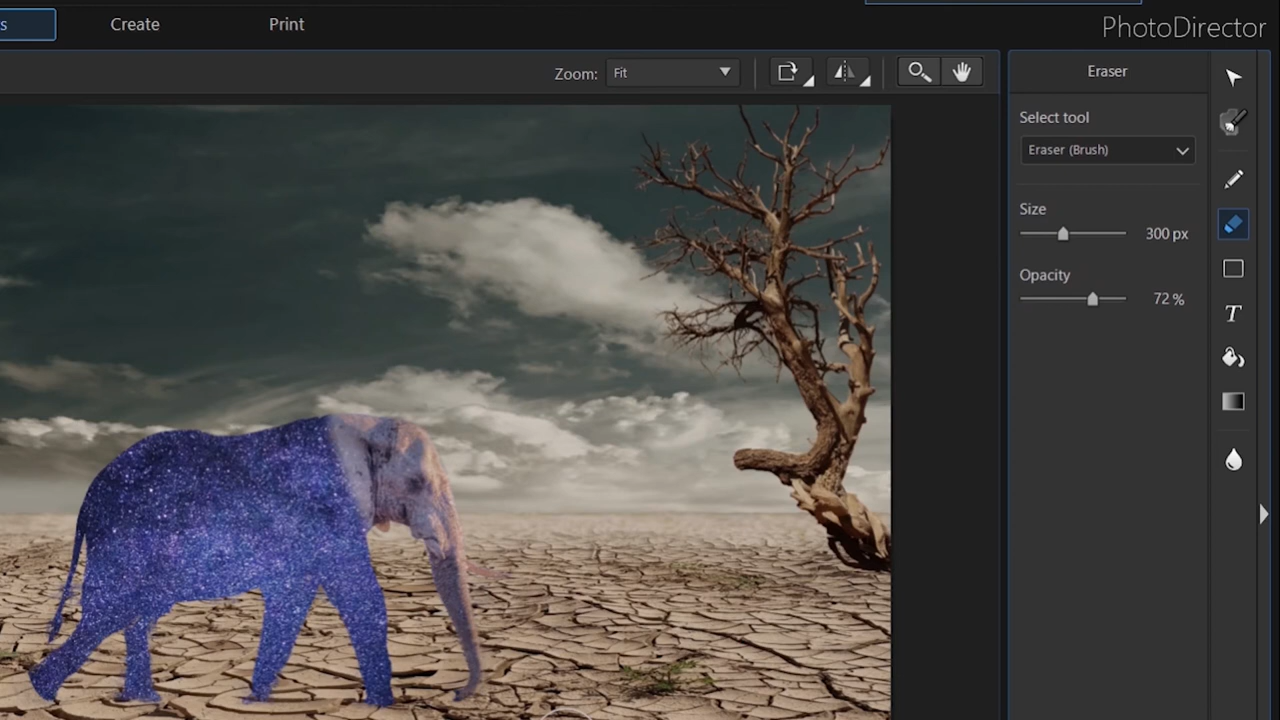 s
Create
Print
PhotoDirector
Zoom:
Fit
Eraser
Select tool
Eraser (Brush)
Size
300 px
Opacity
72 %
T